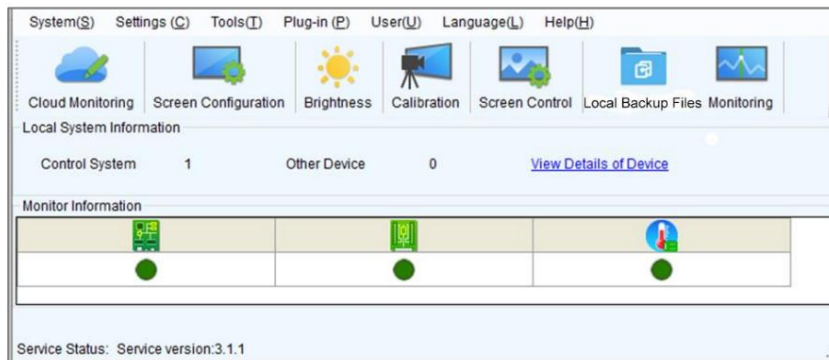 System(S) Settings (C) Tools(T) Plug-in (P) User(U) Language(L) Help(H)
Cloud Monitoring Screen Configuration Brightness Calibration Screen Control Local Backup Files Monitoring
Local System Information
Control System 1 Other Device 0 View Details of Device
Monitor Information
Service Status: Service version:3.1.1